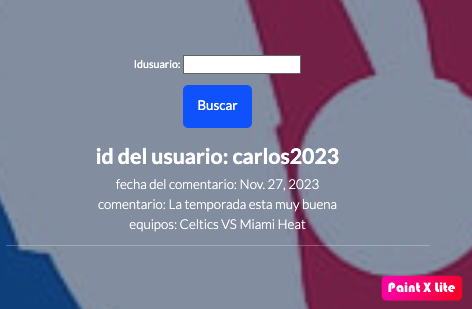 Idusuario:
Buscar
id del usuario: carlos2023
fecha del comentario: Nov. 27, 2023
comentario: La temporada esta muy buena
equipos: Celtics VS Miami Heat
Paint X Lite